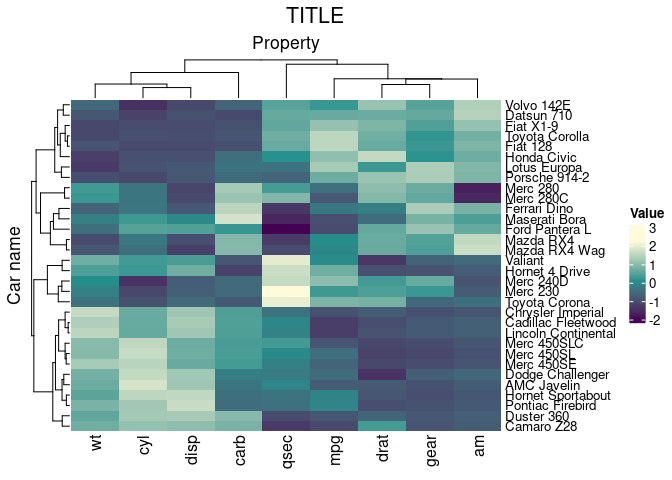 TITLE
Property
Car name
Volvo 142E
Datsun 710
Fiat X1-9
Toyota Corolla
Fiat 128
Honda Civic
Lotus Europa
Porsche 914-2
Merc 280
Merc 280C
Ferrari Dino
Maserati Bora
Ford Pantera L
Mazda RX4
Mazda RX4 Wag
Valiant
Hornet 4 Drive
Merc 240D
Merc 230
Toyota Corona
Chrysler Imperial
Cadillac Fleetwood
Lincoln Continental
Merc 450SLC
Merc 450SL
Merc 450SE
Dodge Challenger
AMC Javelin
Hornet Sportabout
Pontiac Firebird
Duster 360
Camaro Z28
wt cyl disp carb qsec mpg drat gear am
Value
3
2
1
0
-1
-2